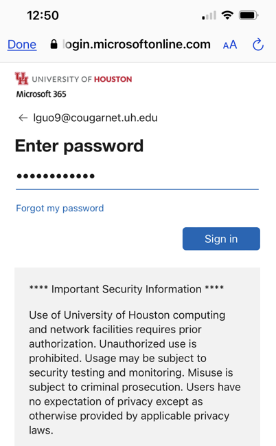 12:50
Done login.microsoftonline.com AA
UNIVERSITY OF HOUSTON
Microsoft 365
← lguo9@cougarnet.uh.edu
Enter password
••••••••••••
Forgot my password
Sign in
**** Important Security Information ****
Use of University of Houston computing
and network facilities requires prior
authorization. Unauthorized use is
prohibited. Usage may be subject to
security testing and monitoring. Misuse is
subject to criminal prosecution. Users have
no expectation of privacy except as
otherwise provided by applicable privacy
laws.